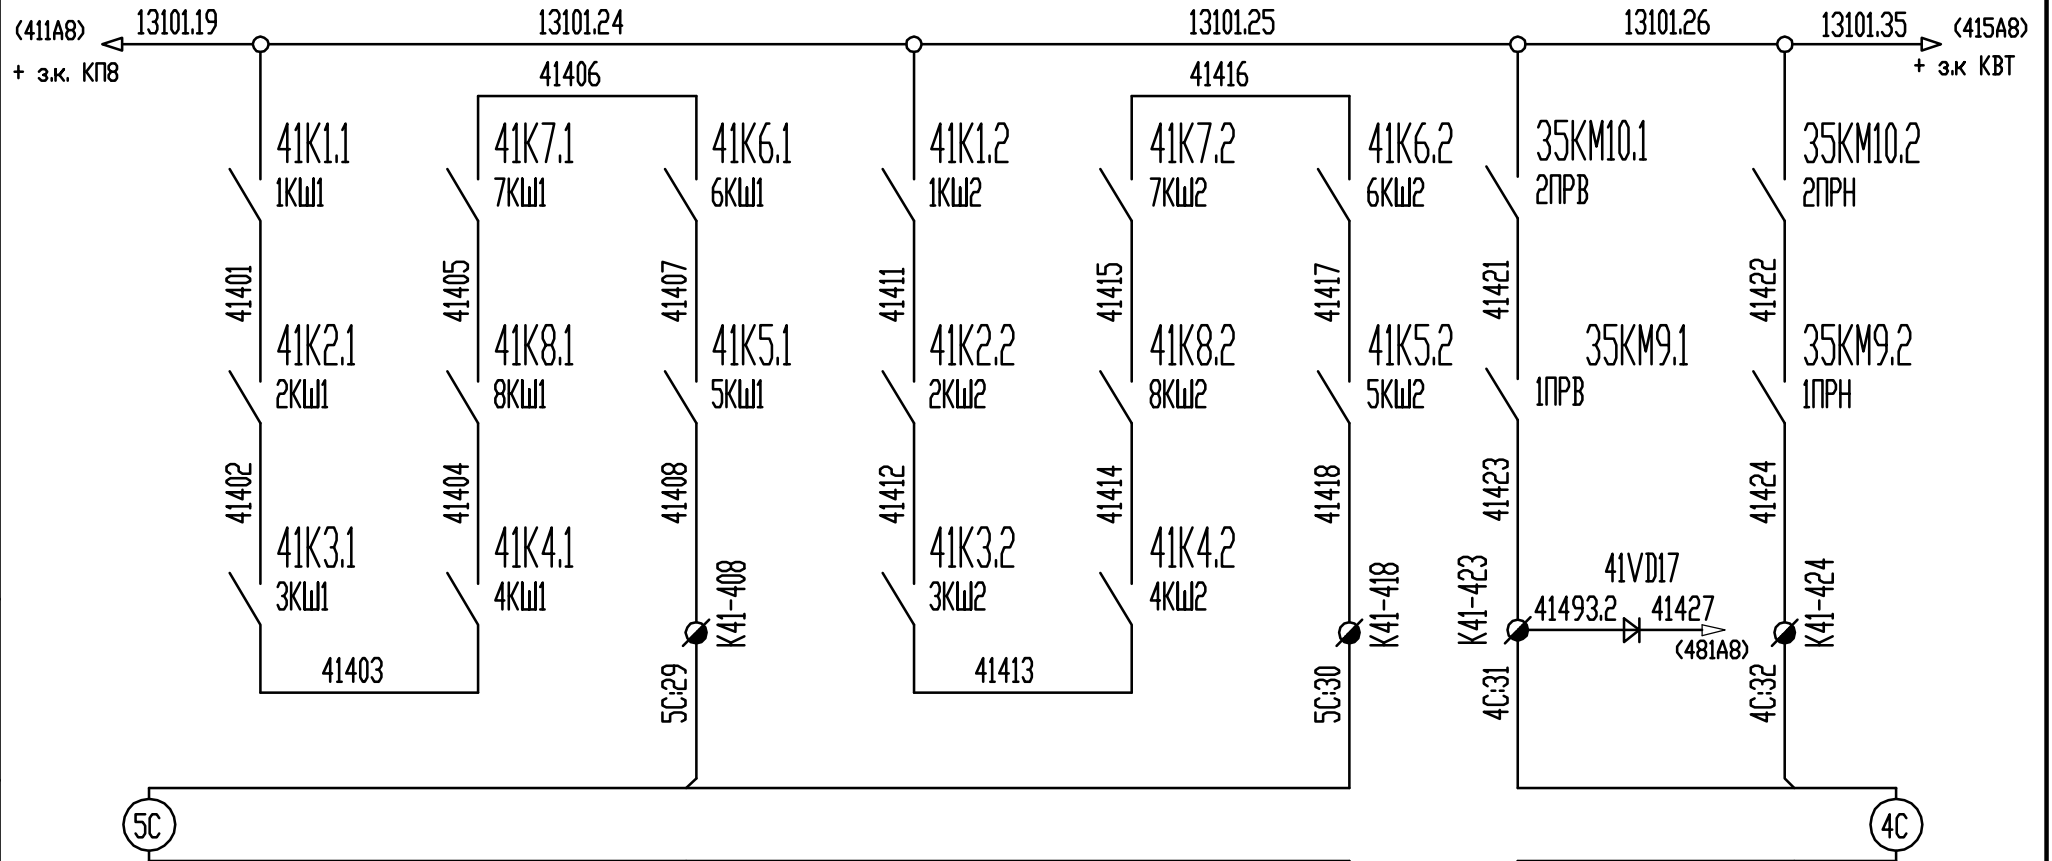 (411А8) 13101.19 13101.24 13101.25 13101.26 13101.35 (415А8)
+ з.к. КП8 41406 41416 + з.к КВТ
41К1.1 41К7.1 41К6.1 41К1.2 41К7.2 41К6.2 35КМ10.1 35КМ10.2
1КШ1 7КШ1 6КШ1 1КШ2 7КШ2 6КШ2 2ПРВ 2ПРН
41401 41405 41407 41411 41415 41417 41421 41422
41К2.1 41К8.1 41К5.1 41К2.2 41К8.2 41К5.2 35КМ9.1 35КМ9.2
2КШ1 8КШ1 5КШ1 2КШ2 8КШ2 5КШ2 1ПРВ 1ПРН
41402 41404 41408 41412 41414 41418 41423 41424
41К3.1 41К4.1 41К3.2 41К4.2
3КШ1 4КШ1 3КШ2 4КШ2
К41-408 К41-418 К41-423 41VD17 К41-424
41493.2 41427
(481А8)
41403 5С:29 41413 5С:30 4С:31 4С:32
5С 4С